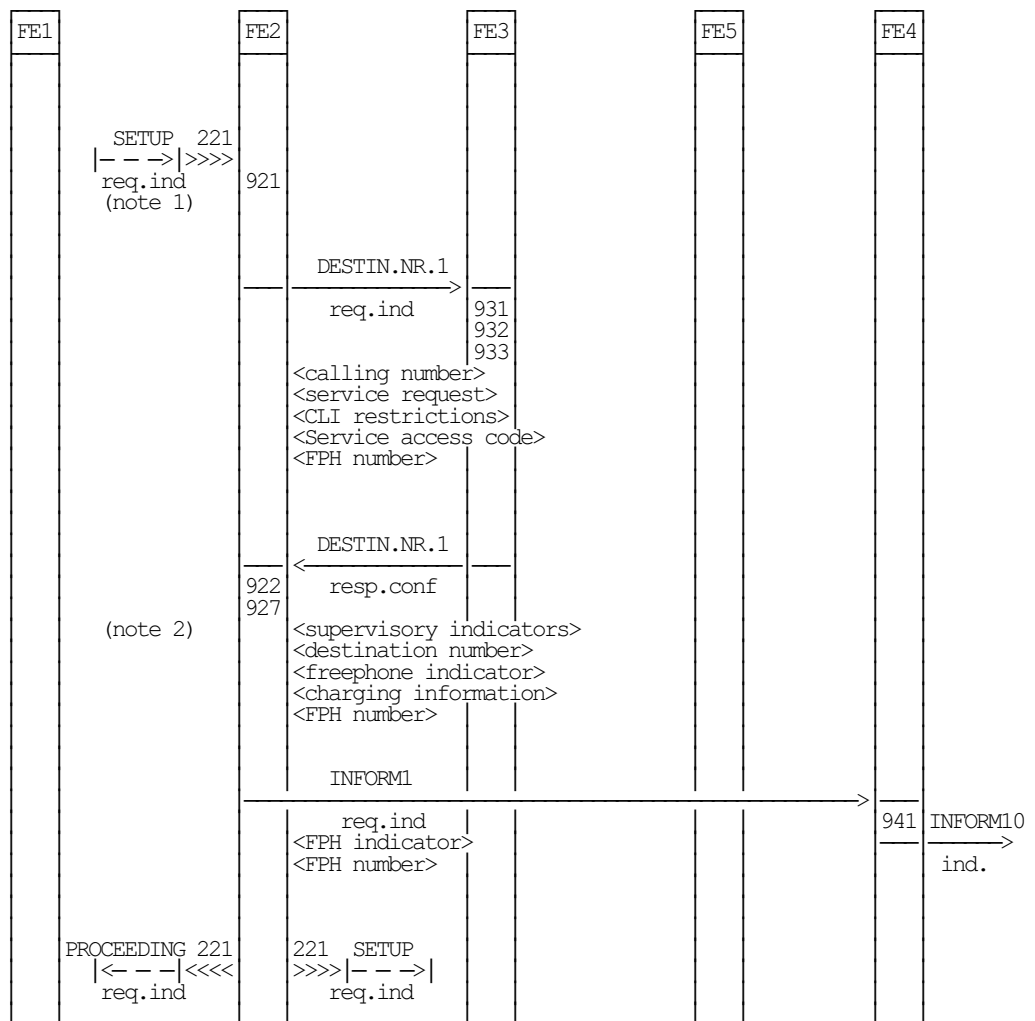 FE1 FE2 FE3 FE5 FE4
SETUP 221
|– – –>|>>>>
req.ind 921
(note 1)
DESTIN.NR.1
req.ind 931
932
933
<calling number>
<service request>
<CLI restrictions>
<Service access code>
<FPH number>
DESTIN.NR.1
922 resp.conf
927
(note 2) <supervisory indicators>
<destination number>
<freephone indicator>
<charging information>
<FPH number>
INFORM1
req.ind 941 INFORM10
<FPH indicator>
<FPH number> ind.
PROCEEDING 221 221 SETUP
|<– – –|<<<< >>>>|– – –>|
req.ind req.ind